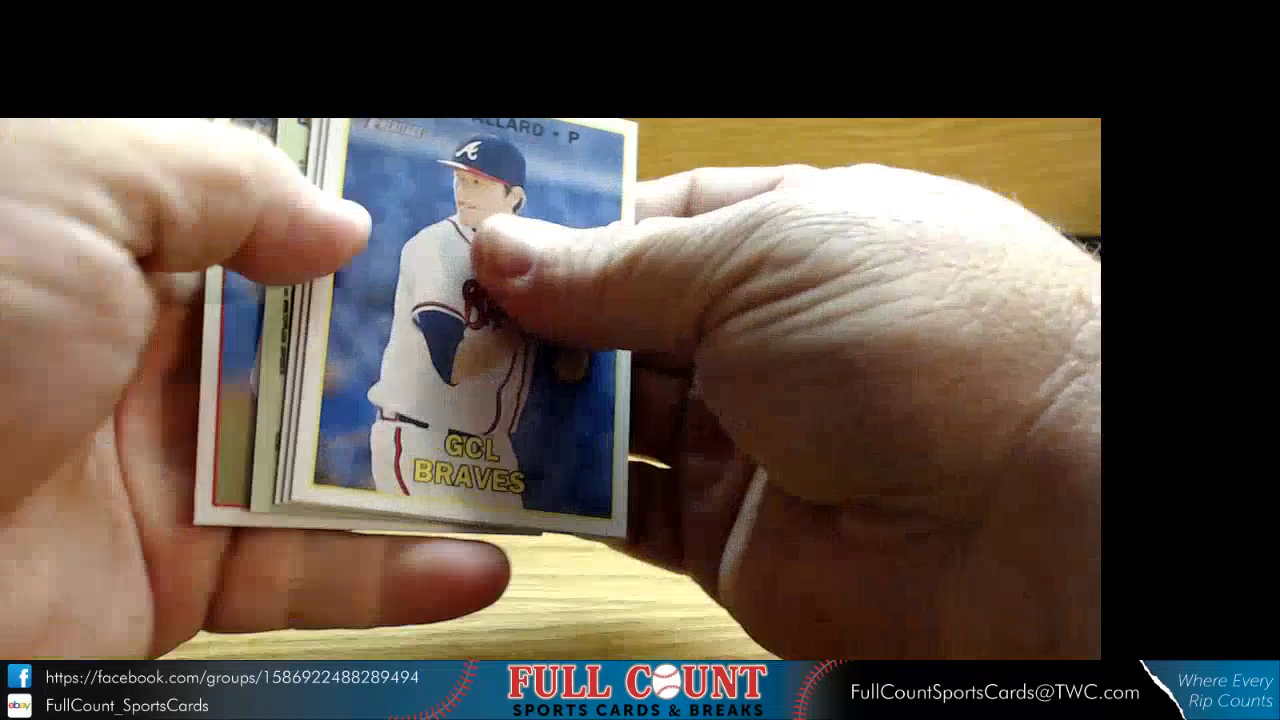 ALLARD • P
GCL
BRAVES
https://facebook.com/groups/1586922488289494
FullCount_SportsCards
FULL COUNT
SPORTS CARDS & BREAKS
FullCountSportsCards@TWC.com
Where Every
Rip Counts